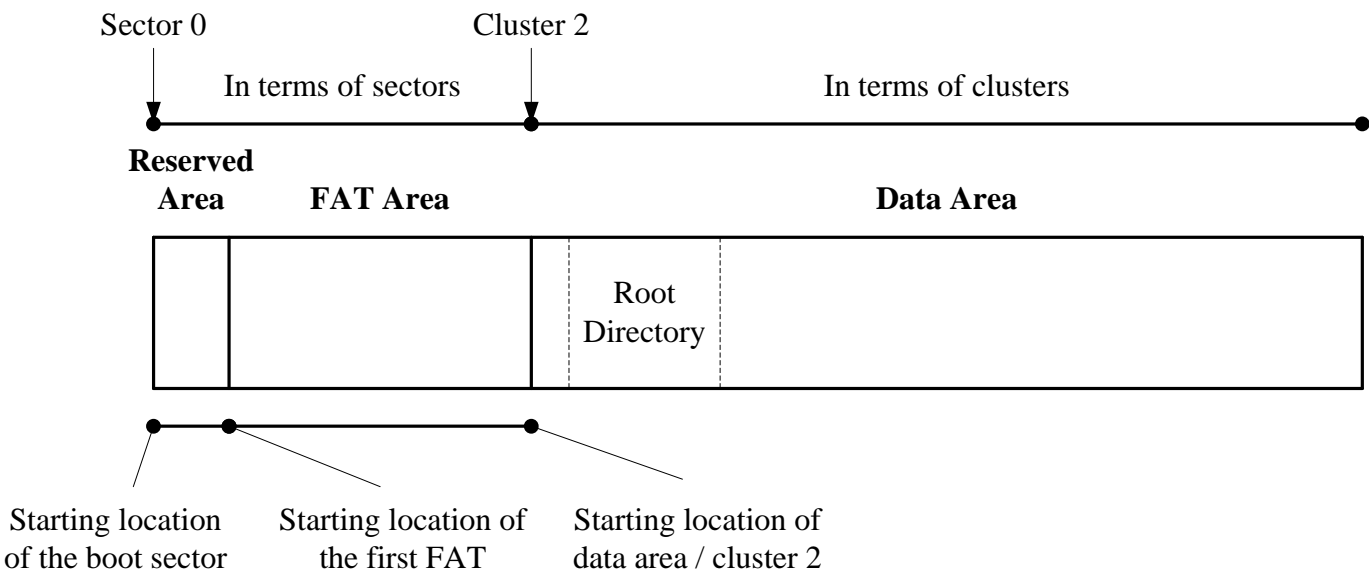 Sector 0
Cluster 2
In terms of sectors
In terms of clusters
Reserved
Area
FAT Area
Data Area
Root
Directory
Starting location
of the boot sector
Starting location of
the first FAT
Starting location of
data area / cluster 2